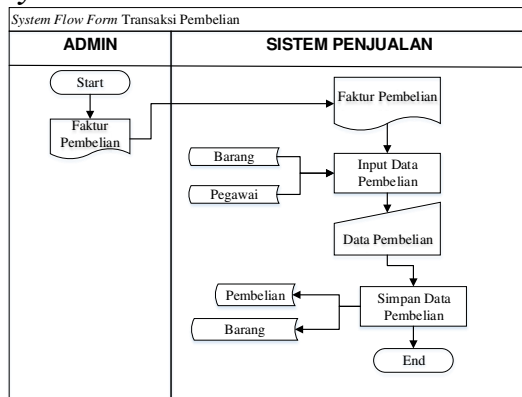 System Flow Form Transaksi Pembelian
ADMIN
SISTEM PENJUALAN
Start
Faktur
Pembelian
Faktur Pembelian
Barang
Pegawai
Input Data
Pembelian
Data Pembelian
Pembelian
Barang
Simpan Data
Pembelian
End